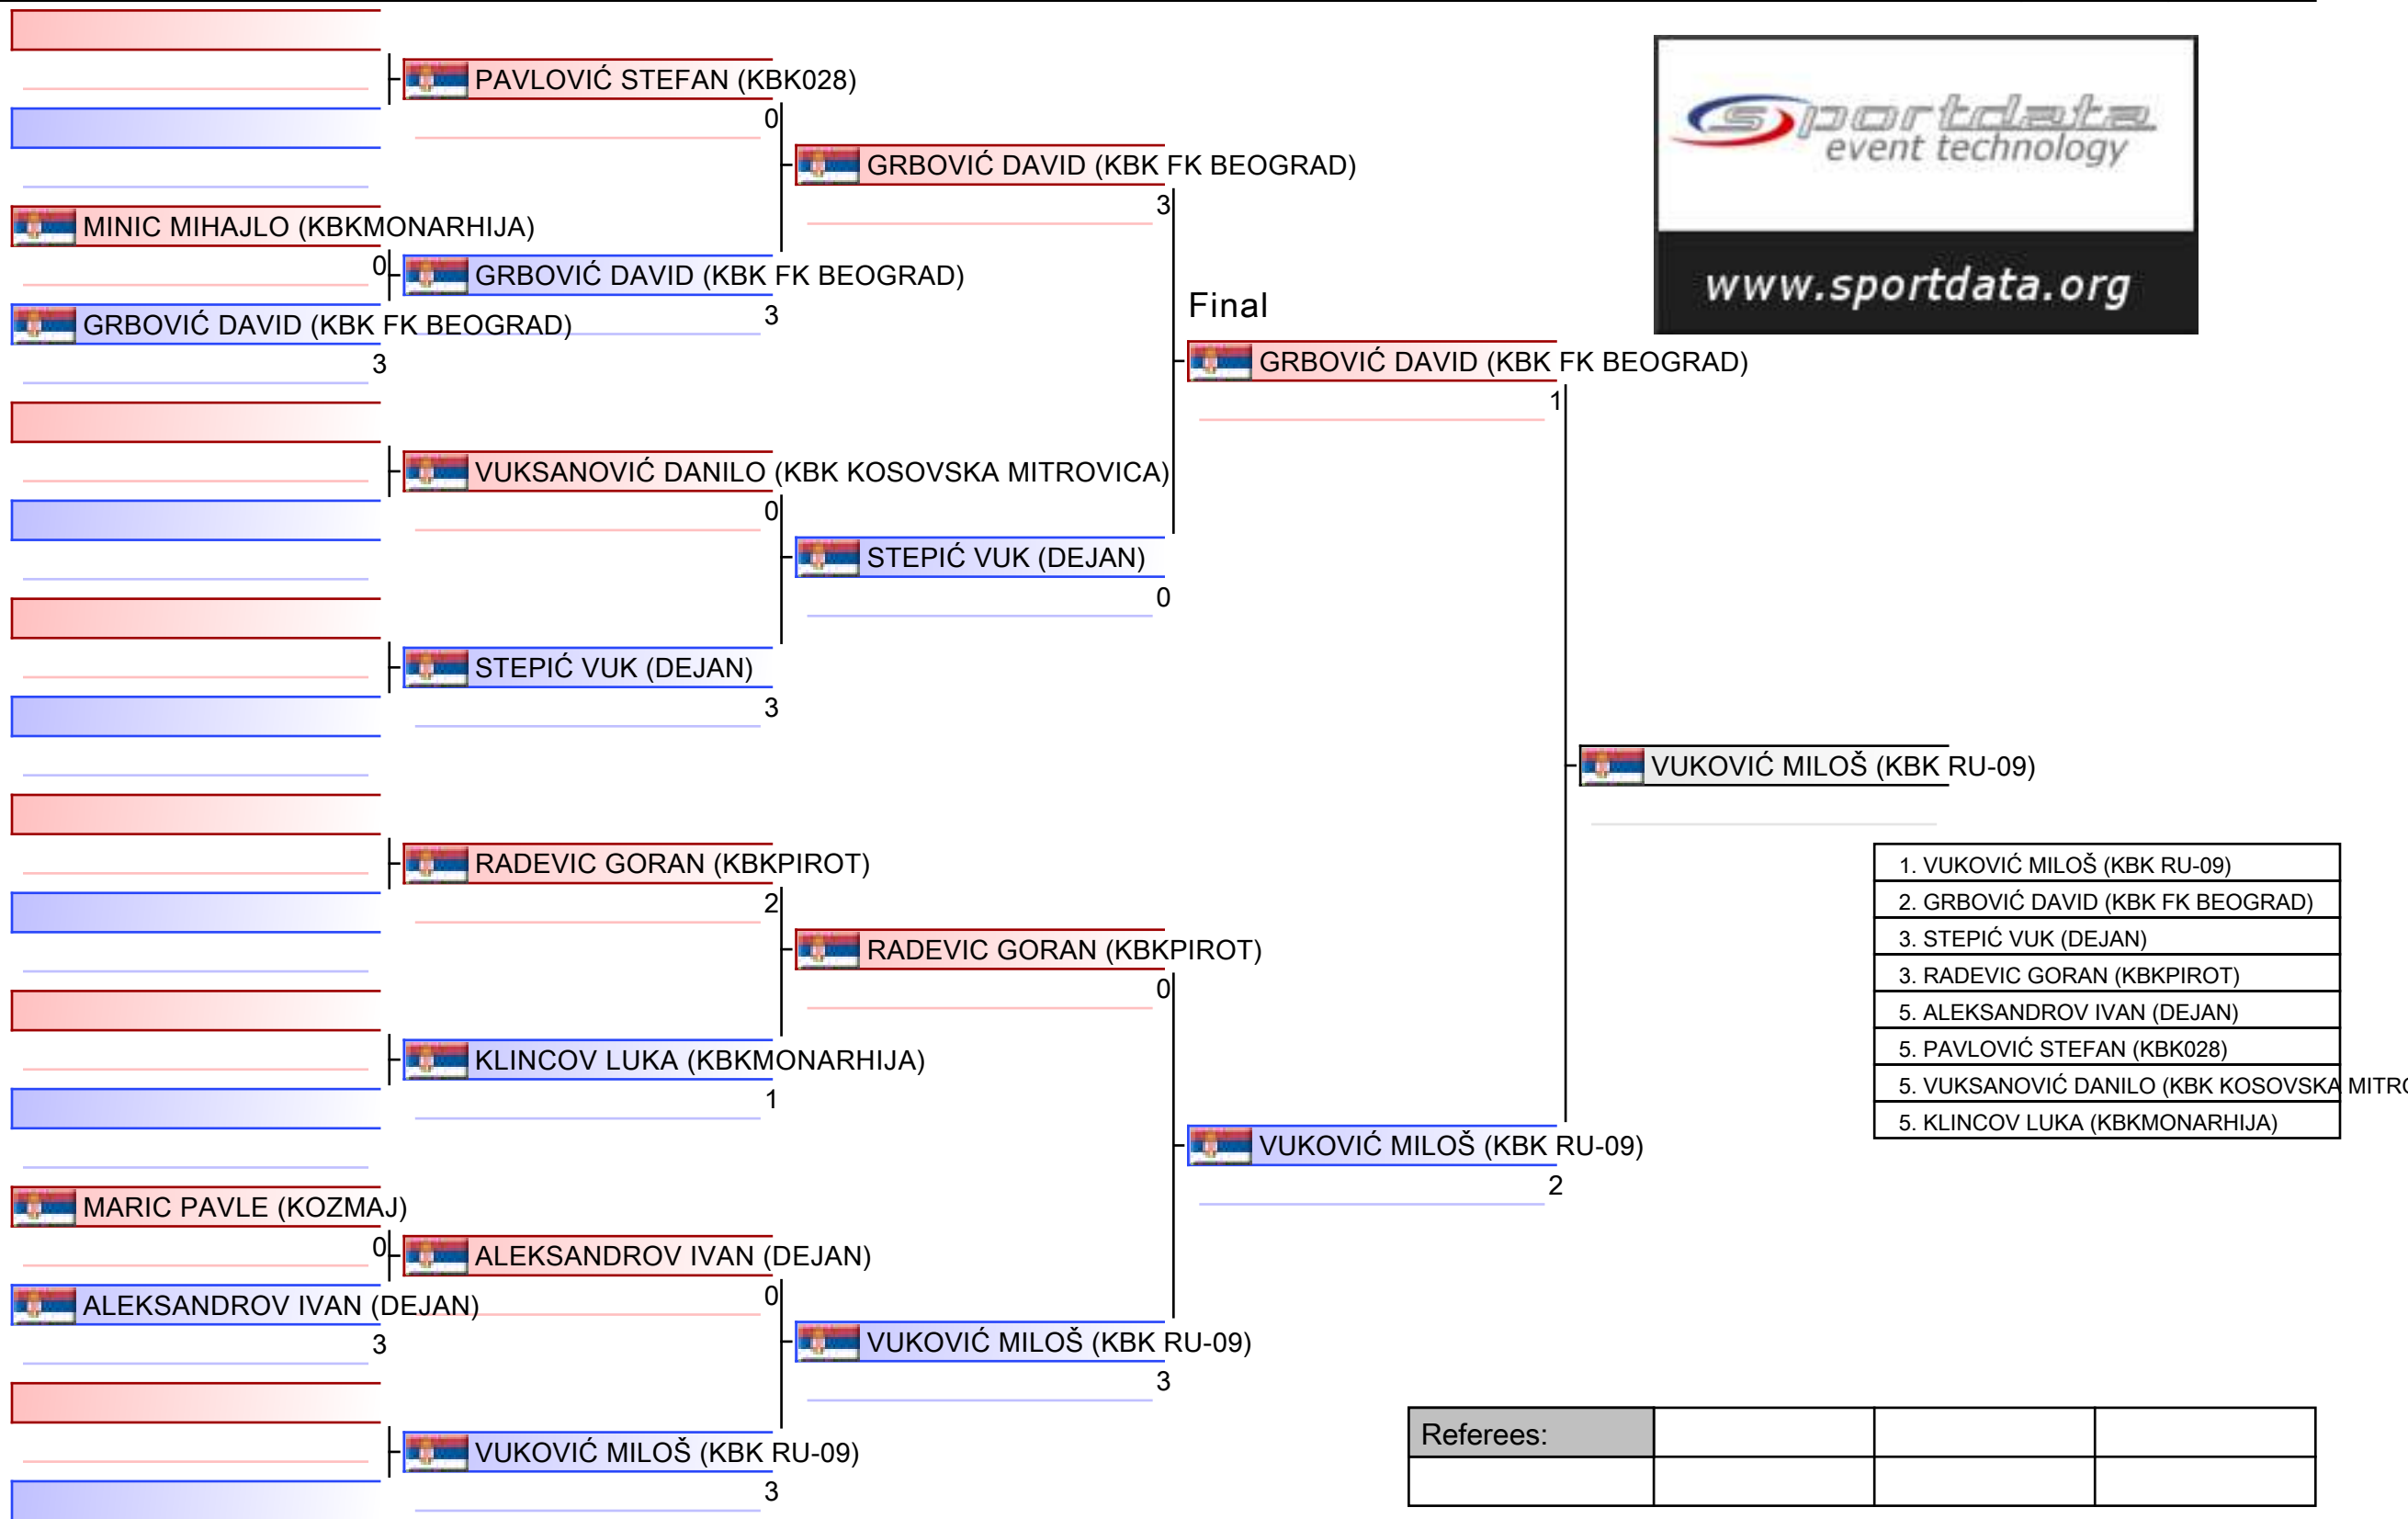 PAVLOVIĆ STEFAN (KBK028)
0
GRBOVIĆ DAVID (KBK FK BEOGRAD)
3
MINIC MIHAJLO (KBKMONARHIJA)
0
GRBOVIĆ DAVID (KBK FK BEOGRAD)
3
GRBOVIĆ DAVID (KBK FK BEOGRAD)
3
Final
GRBOVIĆ DAVID (KBK FK BEOGRAD)
1
VUKSANOVIĆ DANILO (KBK KOSOVSKA MITROVICA)
0
STEPIĆ VUK (DEJAN)
0
STEPIĆ VUK (DEJAN)
3
VUKOVIĆ MILOŠ (KBK RU-09)
RADEVIC GORAN (KBKPIROT)
2
RADEVIC GORAN (KBKPIROT)
0
KLINCOV LUKA (KBKMONARHIJA)
1
VUKOVIĆ MILOŠ (KBK RU-09)
2
MARIC PAVLE (KOZMAJ)
0
ALEKSANDROV IVAN (DEJAN)
0
ALEKSANDROV IVAN (DEJAN)
3
VUKOVIĆ MILOŠ (KBK RU-09)
3
VUKOVIĆ MILOŠ (KBK RU-09)
3
sportdata
event technology
www.sportdata.org
1. VUKOVIĆ MILOŠ (KBK RU-09)
2. GRBOVIĆ DAVID (KBK FK BEOGRAD)
3. STEPIĆ VUK (DEJAN)
3. RADEVIC GORAN (KBKPIROT)
5. ALEKSANDROV IVAN (DEJAN)
5. PAVLOVIĆ STEFAN (KBK028)
5. VUKSANOVIĆ DANILO (KBK KOSOVSKA MITRO
5. KLINCOV LUKA (KBKMONARHIJA)
Referees: